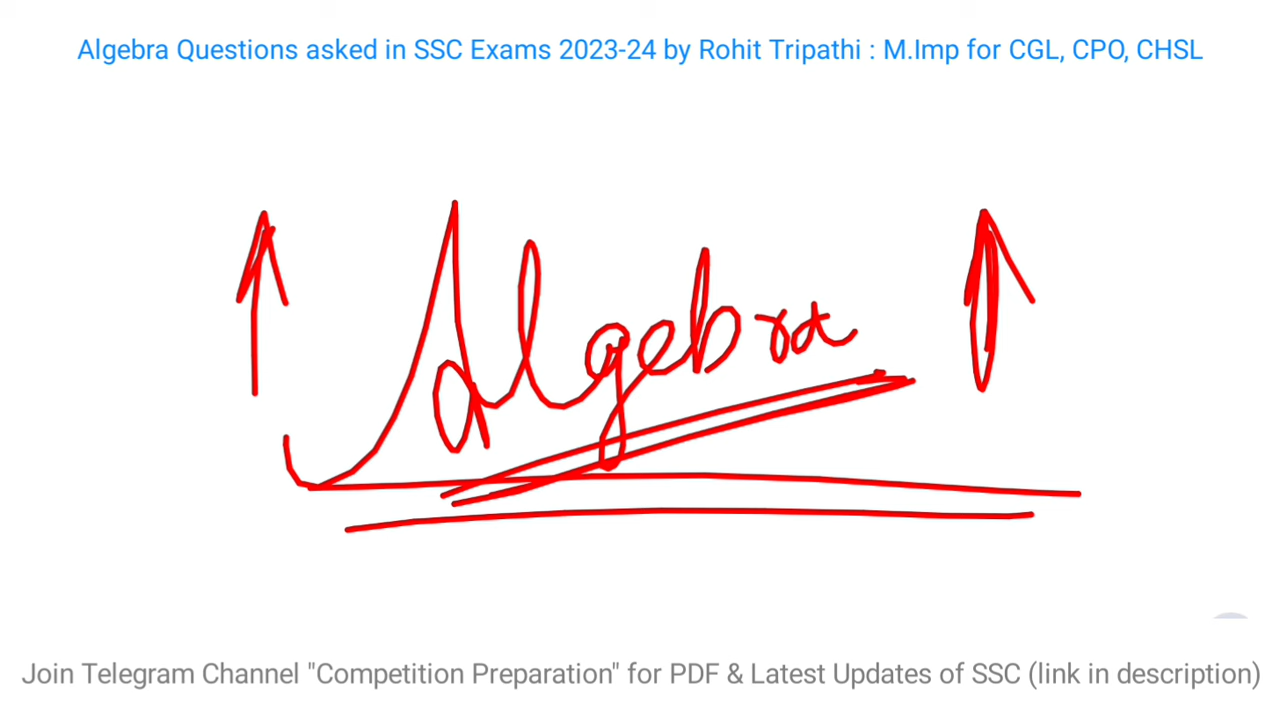 Algebra Questions asked in SSC Exams 2023-24 by Rohit Tripathi : M.Imp for CGL, CPO, CHSL
Algebra
Join Telegram Channel "Competition Preparation" for PDF & Latest Updates of SSC (link in description)